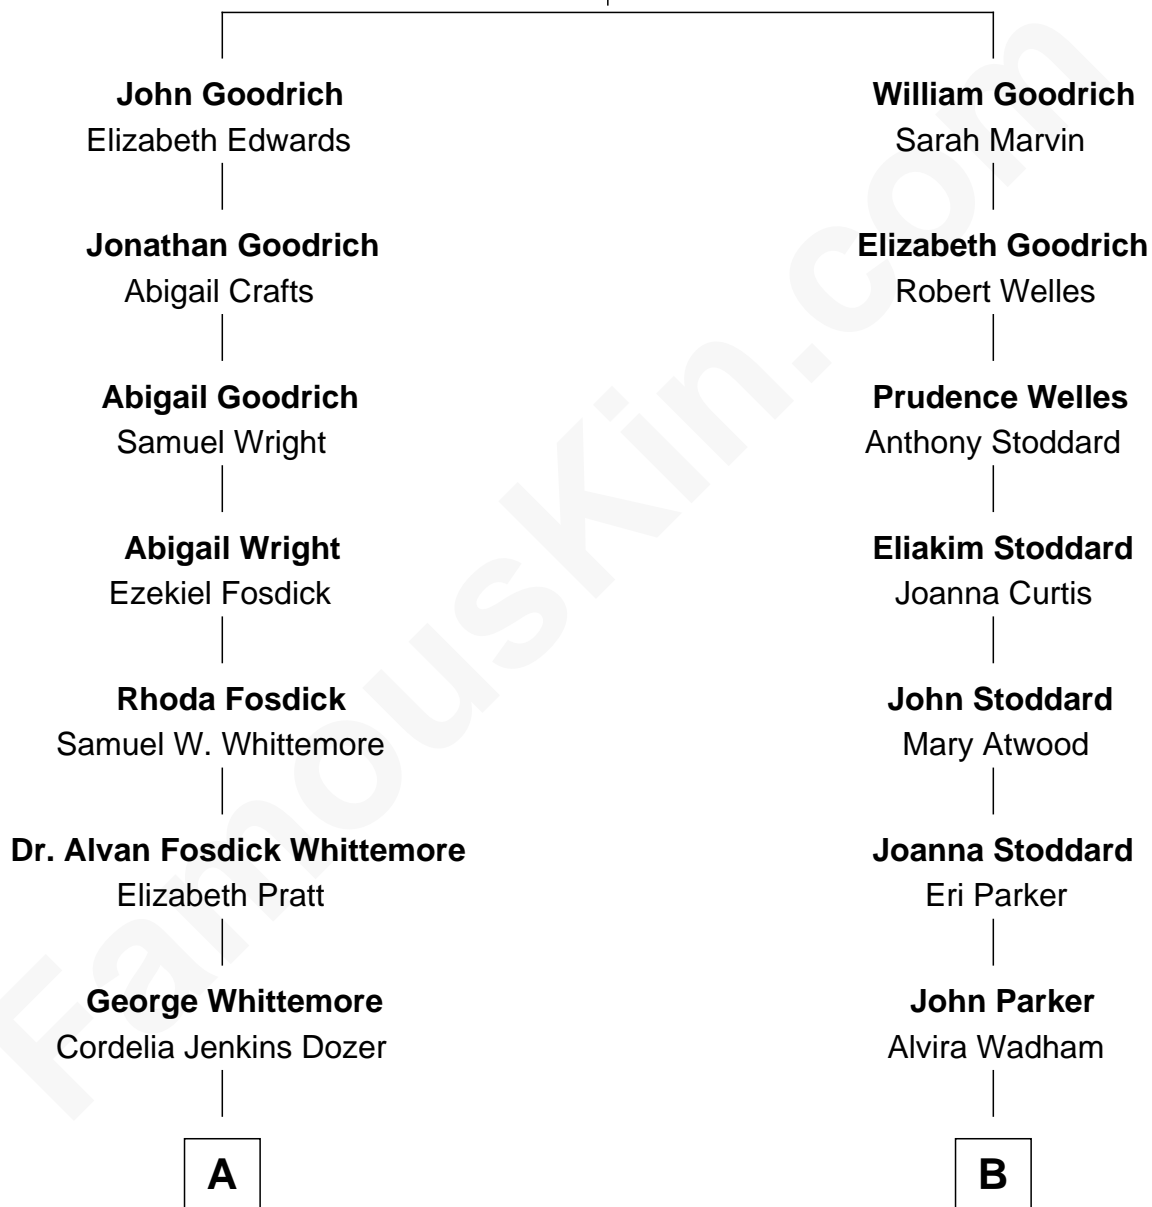 John Goodrich
Elizabeth Edwards
Jonathan Goodrich
Abigail Crafts
Abigail Goodrich
Samuel Wright
Abigail Wright
Ezekiel Fosdick
Rhoda Fosdick
Samuel W. Whittemore
Dr. Alvan Fosdick Whittemore
Elizabeth Pratt
George Whittemore
Cordelia Jenkins Dozer
A
William Goodrich
Sarah Marvin
Elizabeth Goodrich
Robert Welles
Prudence Welles
Anthony Stoddard
Eliakim Stoddard
Joanna Curtis
John Stoddard
Mary Atwood
Joanna Stoddard
Eri Parker
John Parker
Alvira Wadham
B
FamousKin.com